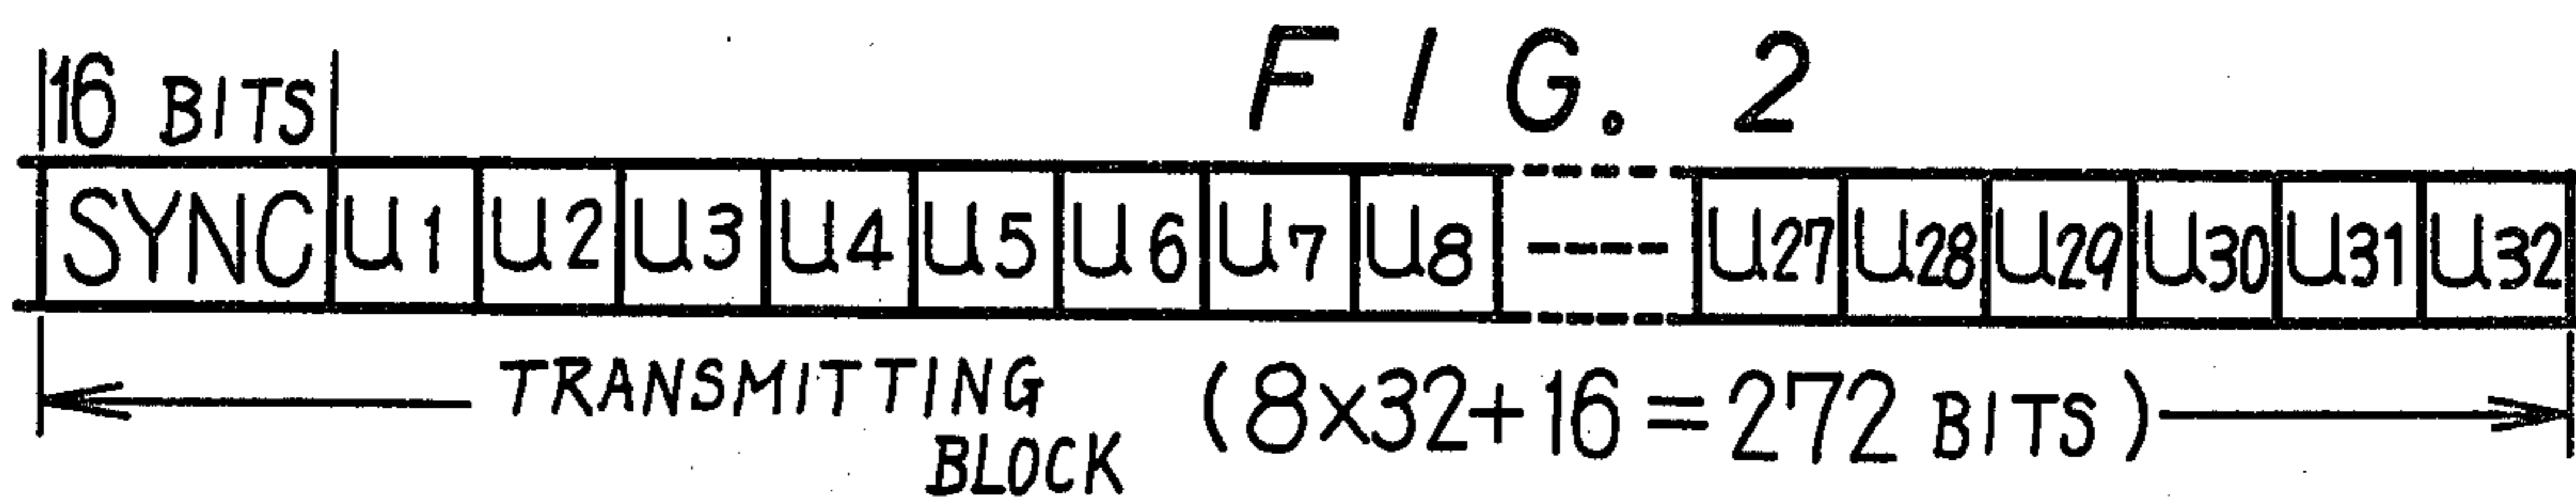 FIG. 2
16 BITS
SYNC U1 U2 U3 U4 U5 U6 U7 U8 ---- U27 U28 U29 U30 U31 U32
TRANSMITTING BLOCK (8×32+16=272 BITS)